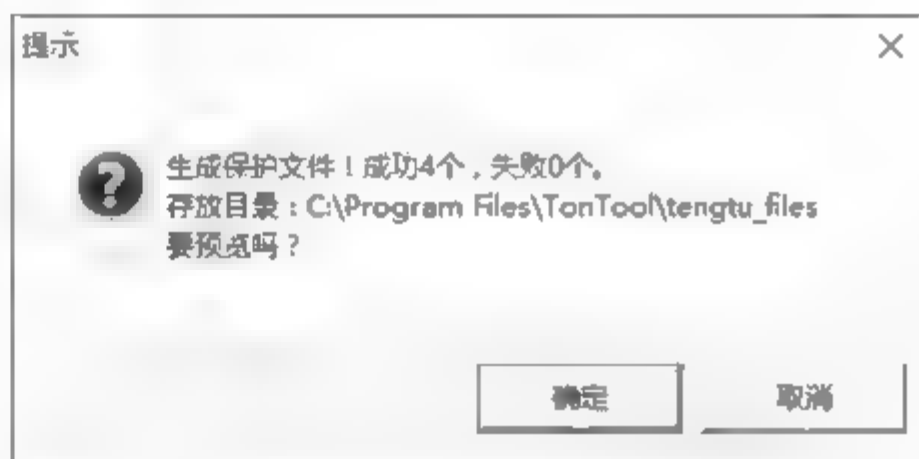 提示
生成保护文件！成功4个，失败0个。
存放目录：C:\Program Files\TonTool\tengtu_files
要预览吗？
确定
取消